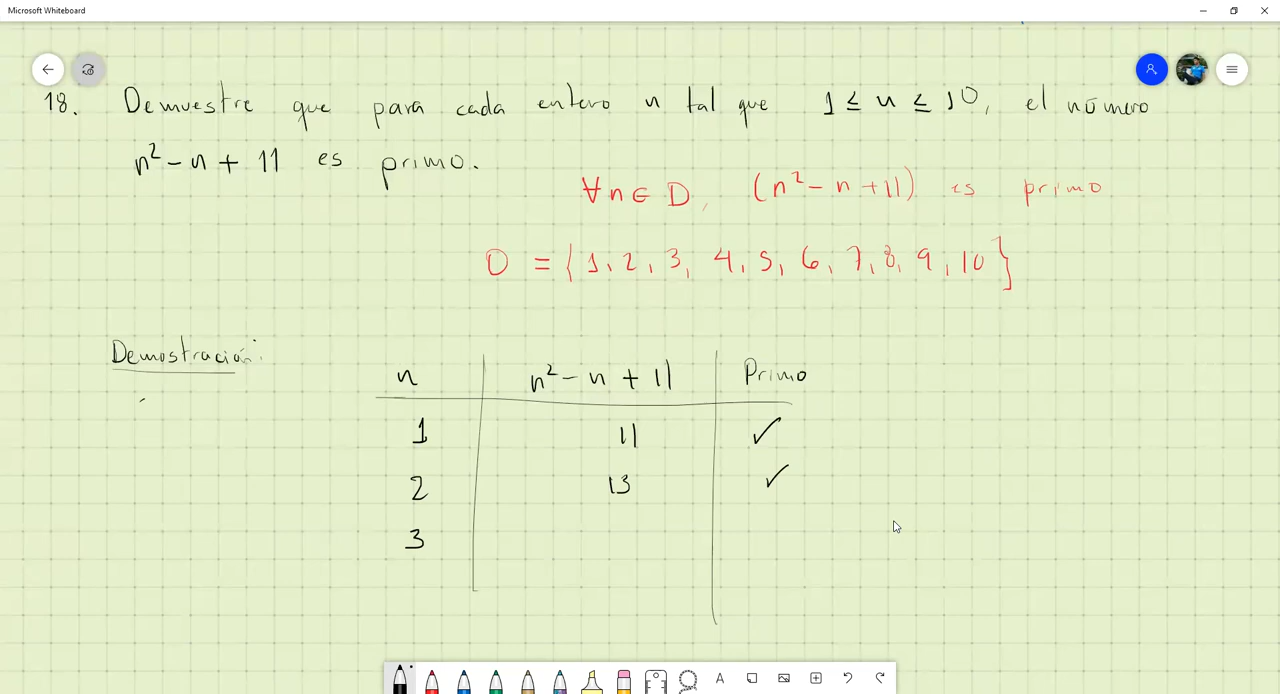 Microsoft Whiteboard
18. Demuestre que para cada entero n tal que 1 ≤ n ≤ 10, el número
n² - n + 11 es primo.
∀n ∈ D, (n² - n + 11) es primo
D = {1, 2, 3, 4, 5, 6, 7, 8, 9, 10}
Demostración:
n n² - n + 11 Primo
1 11 ✓
2 13 ✓
3
A